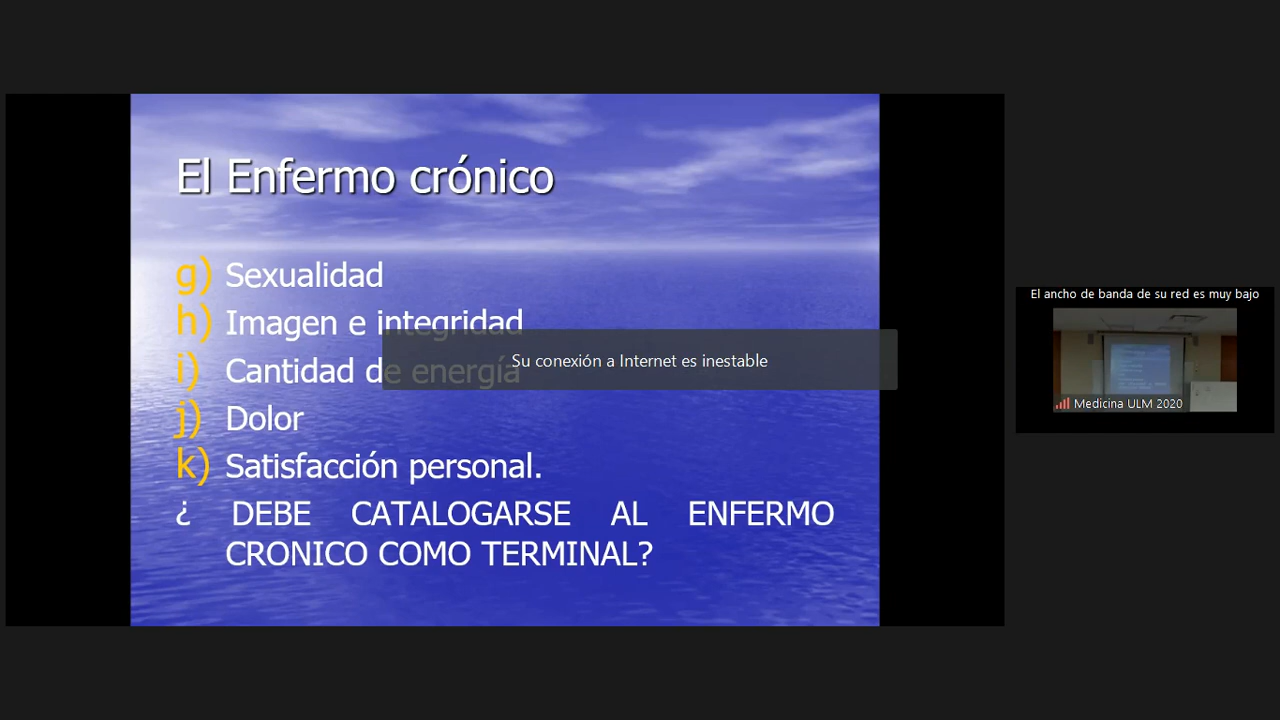 El Enfermo crónico
g) Sexualidad
h) Imagen e integridad
i) Cantidad de energía
j) Dolor
k) Satisfacción personal.
¿ DEBE CATALOGARSE AL ENFERMO
CRONICO COMO TERMINAL?
Su conexión a Internet es inestable
El ancho de banda de su red es muy bajo
Medicina ULM 2020